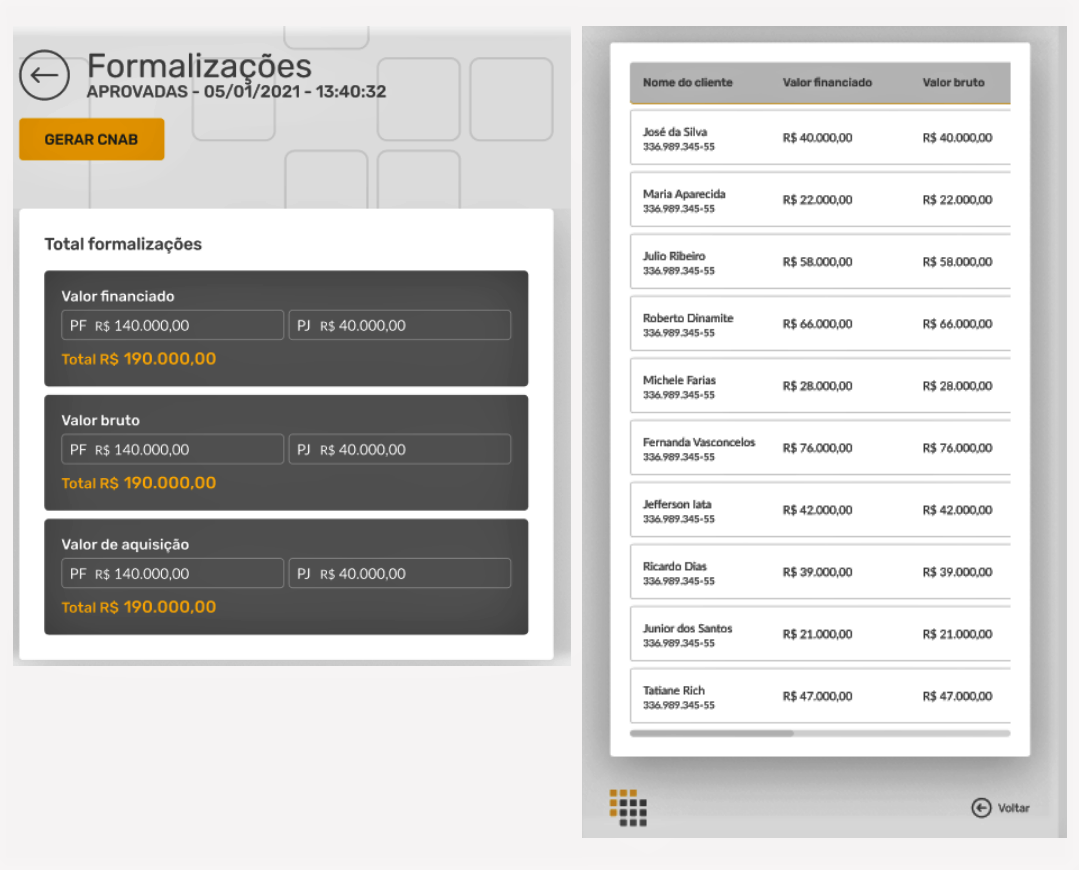 Formalizações
APROVADAS - 05/01/2021 - 13:40:32
GERAR CNAB
Total formalizações
Valor financiado
PF R$ 140.000,00 PJ R$ 40.000,00
Total R$ 190.000,00
Valor bruto
PF R$ 140.000,00 PJ R$ 40.000,00
Total R$ 190.000,00
Valor de aquisição
PF R$ 140.000,00 PJ R$ 40.000,00
Total R$ 190.000,00
Nome do cliente Valor financiado Valor bruto
José da Silva
336.989.345-55
R$ 40.000,00 R$ 40.000,00
Maria Aparecida
336.989.345-55
R$ 22.000,00 R$ 22.000,00
Julio Ribeiro
336.989.345-55
R$ 58.000,00 R$ 58.000,00
Roberto Dinamite
336.989.345-55
R$ 66.000,00 R$ 66.000,00
Michele Farias
336.989.345-55
R$ 28.000,00 R$ 28.000,00
Fernanda Vasconcelos
336.989.345-55
R$ 76.000,00 R$ 76.000,00
Jefferson Iata
336.989.345-55
R$ 42.000,00 R$ 42.000,00
Ricardo Dias
336.989.345-55
R$ 39.000,00 R$ 39.000,00
Junior dos Santos
336.989.345-55
R$ 21.000,00 R$ 21.000,00
Tatiane Rich
336.989.345-55
R$ 47.000,00 R$ 47.000,00
Voltar